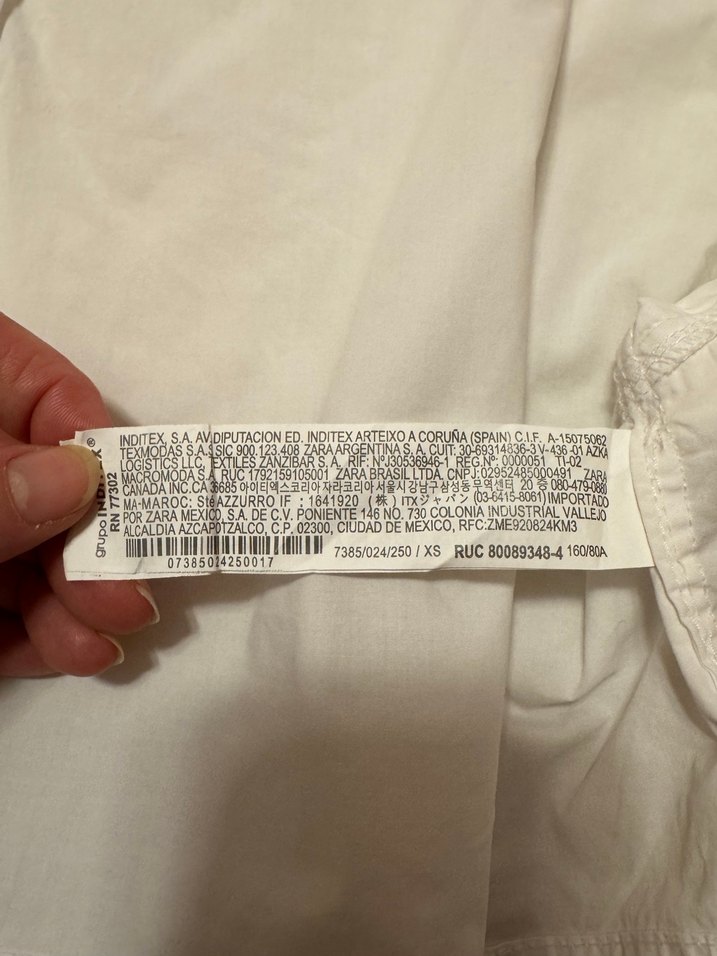 grupo INDITEX®
RN 77302
INDITEX, S.A. AV.DIPUTACION ED. INDITEX ARTEIXO A CORUÑA (SPAIN) C.I.F. A-15075062
TEXMODAS S.A.S SIC 900.123.408 ZARA ARGENTINA S. A. CUIT: 30-69314836-3 V-436 -01 AZKA
LOGISTICS LLC, TEXTILES ZANZIBAR S. A. RIF: NºJ30536946-1 REG.Nº 0000051 TI-02
MACROMODA S.A. RUC 1792159105001 ZARA BRASIL LTDA. CNPJ:02952485000491 ZARA
CANADA INC.CA 36685 아이티엑스코리아 자라코리아 서울시 강남구 삼성동 무역센터 20 층 080-479-0880
MA-MAROC: Sté AZZURRO IF : 1641920 (株) ITXジャパン (03-6415-8061) IMPORTADO
POR ZARA MEXICO, S.A. DE C.V. PONIENTE 146 NO. 730 COLONIA INDUSTRIAL VALLEJO
ALCALDIA AZCAPOTZALCO, C.P. 02300, CIUDAD DE MEXICO, RFC:ZME920824KM3
7385/024/250 / XS RUC 80089348-4 160/80A
07385024250017